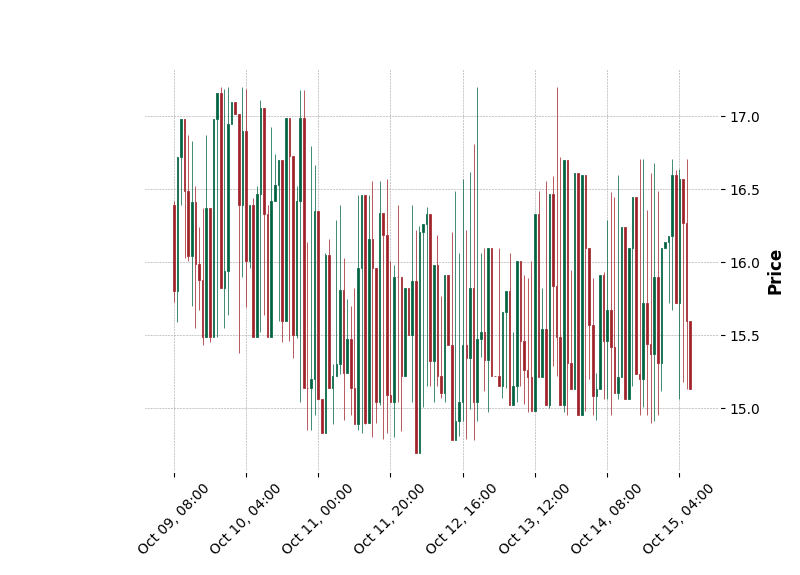 17.0
16.5
16.0
15.5
15.0
Price
Oct 09, 08:00
Oct 10, 04:00
Oct 11, 00:00
Oct 11, 20:00
Oct 12, 16:00
Oct 13, 12:00
Oct 14, 08:00
Oct 15, 04:00